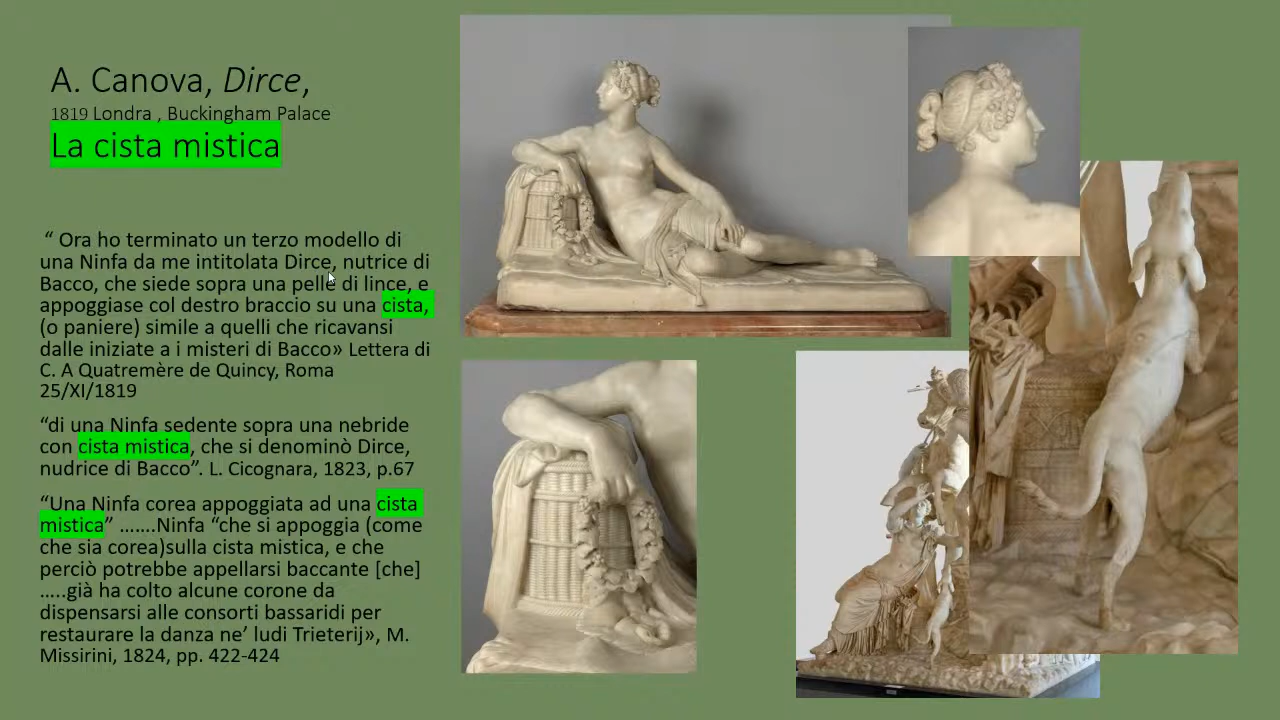 A. Canova, Dirce,
1819 Londra , Buckingham Palace
La cista mistica
“ Ora ho terminato un terzo modello di
una Ninfa da me intitolata Dirce, nutrice di
Bacco, che siede sopra una pelle di lince, e
appoggiase col destro braccio su una cista,
(o paniere) simile a quelli che ricavansi
dalle iniziate a i misteri di Bacco» Lettera di
C. A Quatremère de Quincy, Roma
25/XI/1819
“di una Ninfa sedente sopra una nebride
con cista mistica, che si denominò Dirce,
nudrice di Bacco”. L. Cicognara, 1823, p.67
“Una Ninfa corea appoggiata ad una cista
mistica” …….Ninfa “che si appoggia (come
che sia corea)sulla cista mistica, e che
perciò potrebbe appellarsi baccante [che]
…..già ha colto alcune corone da
dispensarsi alle consorti bassaridi per
restaurare la danza ne’ ludi Trieterij», M.
Missirini, 1824, pp. 422-424